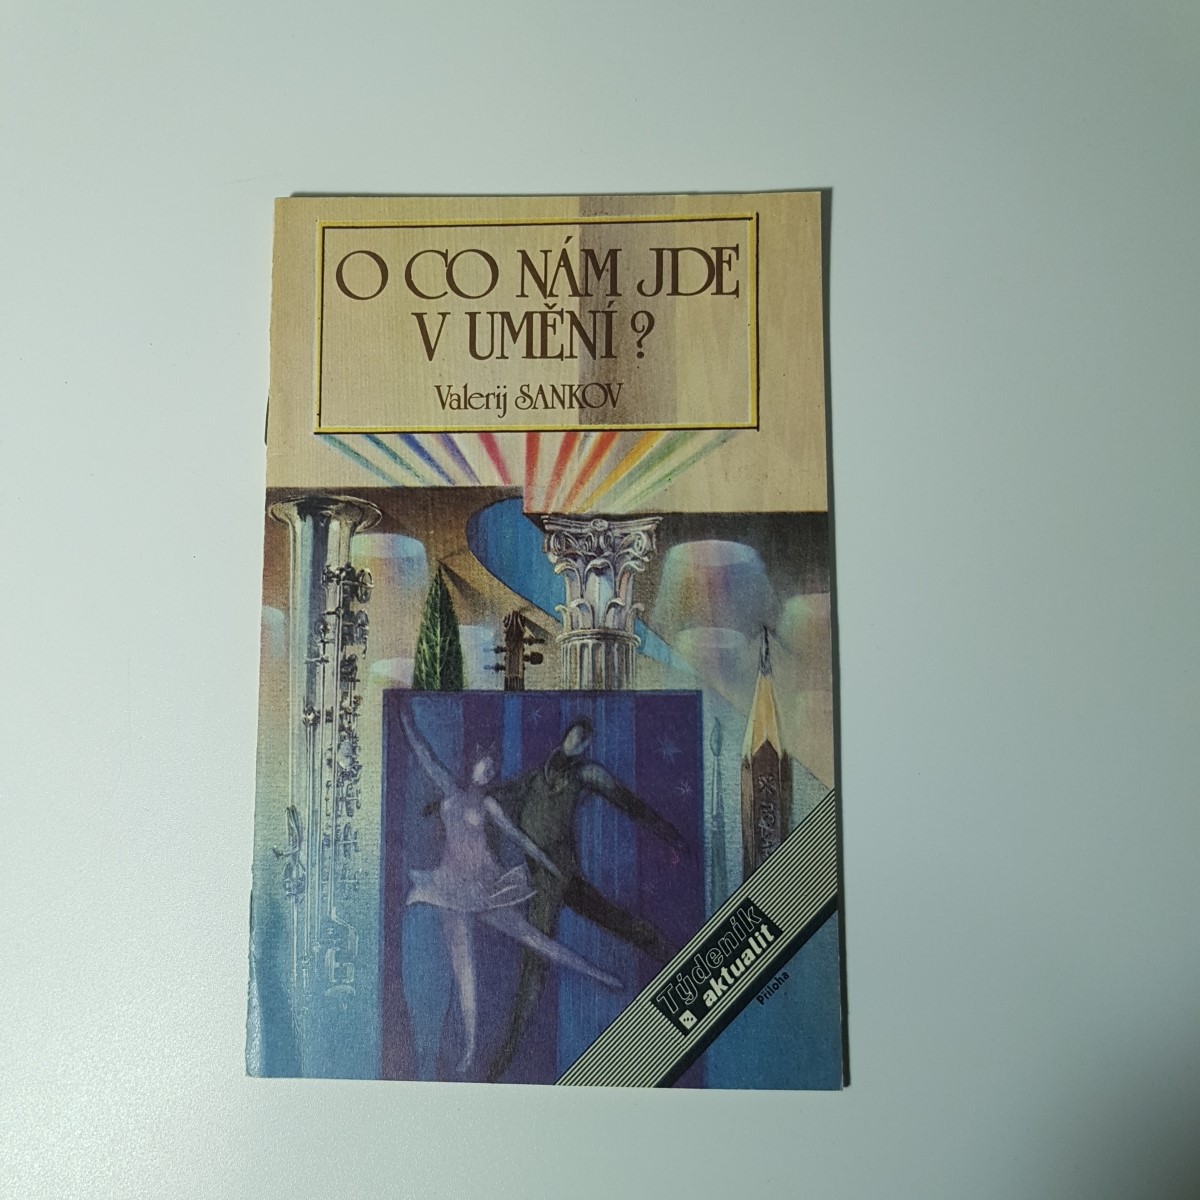 O CO NÁM JDE
V UMĚNÍ?
Valerij SANKOV
Týdeník
aktualit
Příloha